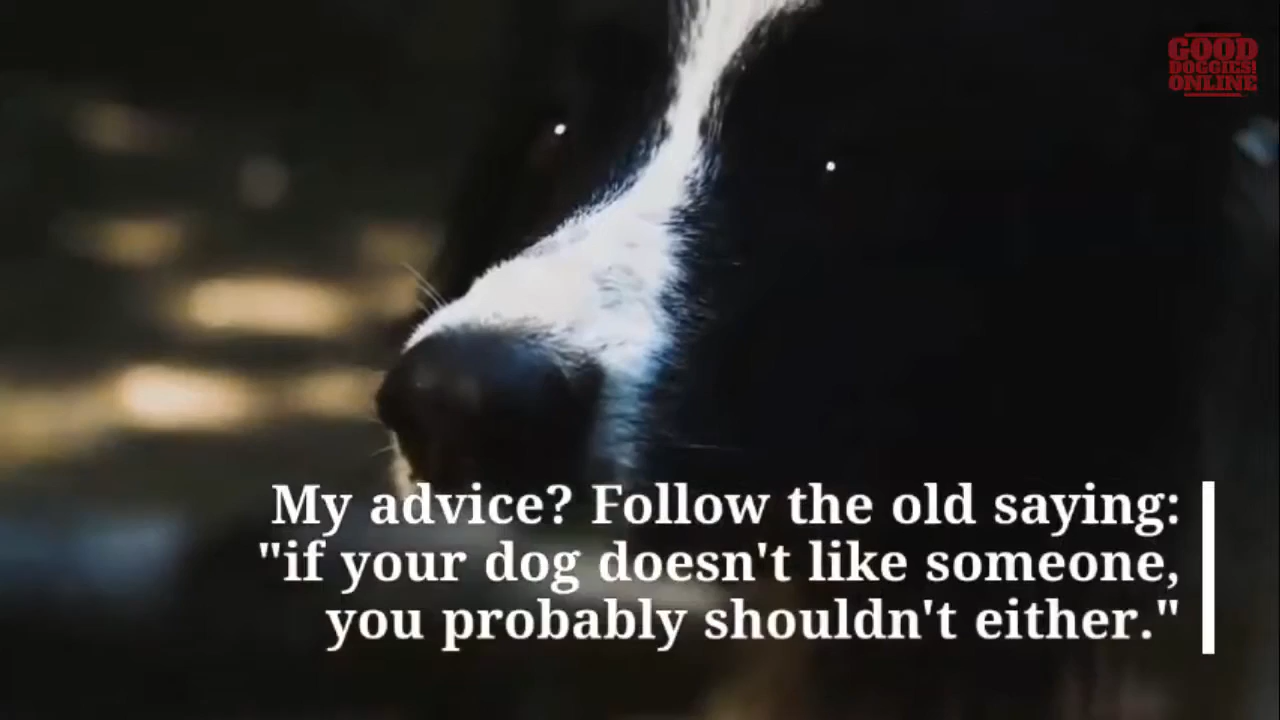 GOOD
DOGGIES!
ONLINE
My advice? Follow the old saying:
"if your dog doesn't like someone,
you probably shouldn't either."